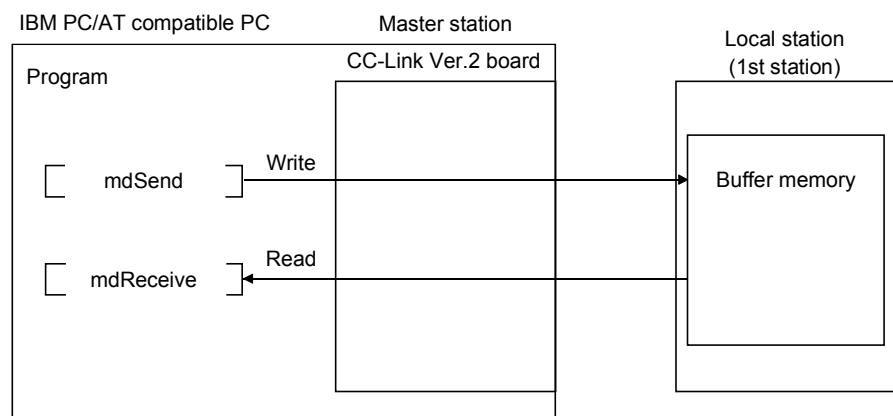 IBM PC/AT compatible PC
Master station
CC-Link Ver.2 board
Local station
(1st station)
Program
mdSend
Write
Buffer memory
mdReceive
Read